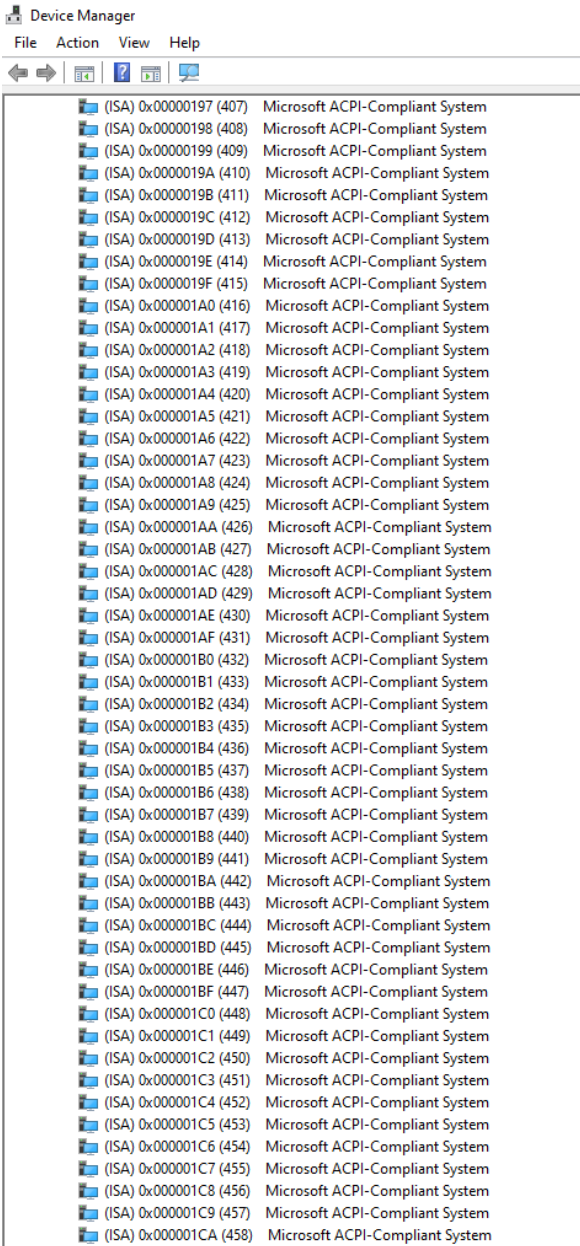 Device Manager
File Action View Help
(ISA) 0x00000197 (407) Microsoft ACPI-Compliant System
(ISA) 0x00000198 (408) Microsoft ACPI-Compliant System
(ISA) 0x00000199 (409) Microsoft ACPI-Compliant System
(ISA) 0x0000019A (410) Microsoft ACPI-Compliant System
(ISA) 0x0000019B (411) Microsoft ACPI-Compliant System
(ISA) 0x0000019C (412) Microsoft ACPI-Compliant System
(ISA) 0x0000019D (413) Microsoft ACPI-Compliant System
(ISA) 0x0000019E (414) Microsoft ACPI-Compliant System
(ISA) 0x0000019F (415) Microsoft ACPI-Compliant System
(ISA) 0x000001A0 (416) Microsoft ACPI-Compliant System
(ISA) 0x000001A1 (417) Microsoft ACPI-Compliant System
(ISA) 0x000001A2 (418) Microsoft ACPI-Compliant System
(ISA) 0x000001A3 (419) Microsoft ACPI-Compliant System
(ISA) 0x000001A4 (420) Microsoft ACPI-Compliant System
(ISA) 0x000001A5 (421) Microsoft ACPI-Compliant System
(ISA) 0x000001A6 (422) Microsoft ACPI-Compliant System
(ISA) 0x000001A7 (423) Microsoft ACPI-Compliant System
(ISA) 0x000001A8 (424) Microsoft ACPI-Compliant System
(ISA) 0x000001A9 (425) Microsoft ACPI-Compliant System
(ISA) 0x000001AA (426) Microsoft ACPI-Compliant System
(ISA) 0x000001AB (427) Microsoft ACPI-Compliant System
(ISA) 0x000001AC (428) Microsoft ACPI-Compliant System
(ISA) 0x000001AD (429) Microsoft ACPI-Compliant System
(ISA) 0x000001AE (430) Microsoft ACPI-Compliant System
(ISA) 0x000001AF (431) Microsoft ACPI-Compliant System
(ISA) 0x000001B0 (432) Microsoft ACPI-Compliant System
(ISA) 0x000001B1 (433) Microsoft ACPI-Compliant System
(ISA) 0x000001B2 (434) Microsoft ACPI-Compliant System
(ISA) 0x000001B3 (435) Microsoft ACPI-Compliant System
(ISA) 0x000001B4 (436) Microsoft ACPI-Compliant System
(ISA) 0x000001B5 (437) Microsoft ACPI-Compliant System
(ISA) 0x000001B6 (438) Microsoft ACPI-Compliant System
(ISA) 0x000001B7 (439) Microsoft ACPI-Compliant System
(ISA) 0x000001B8 (440) Microsoft ACPI-Compliant System
(ISA) 0x000001B9 (441) Microsoft ACPI-Compliant System
(ISA) 0x000001BA (442) Microsoft ACPI-Compliant System
(ISA) 0x000001BB (443) Microsoft ACPI-Compliant System
(ISA) 0x000001BC (444) Microsoft ACPI-Compliant System
(ISA) 0x000001BD (445) Microsoft ACPI-Compliant System
(ISA) 0x000001BE (446) Microsoft ACPI-Compliant System
(ISA) 0x000001BF (447) Microsoft ACPI-Compliant System
(ISA) 0x000001C0 (448) Microsoft ACPI-Compliant System
(ISA) 0x000001C1 (449) Microsoft ACPI-Compliant System
(ISA) 0x000001C2 (450) Microsoft ACPI-Compliant System
(ISA) 0x000001C3 (451) Microsoft ACPI-Compliant System
(ISA) 0x000001C4 (452) Microsoft ACPI-Compliant System
(ISA) 0x000001C5 (453) Microsoft ACPI-Compliant System
(ISA) 0x000001C6 (454) Microsoft ACPI-Compliant System
(ISA) 0x000001C7 (455) Microsoft ACPI-Compliant System
(ISA) 0x000001C8 (456) Microsoft ACPI-Compliant System
(ISA) 0x000001C9 (457) Microsoft ACPI-Compliant System
(ISA) 0x000001CA (458) Microsoft ACPI-Compliant System